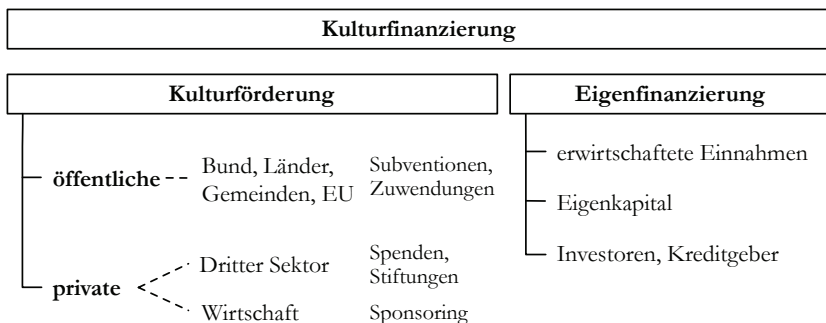 Kulturfinanzierung
Kulturförderung
öffentliche
Bund, Länder,
Gemeinden, EU
Subventionen,
Zuwendungen
private
Dritter Sektor
Spenden,
Stiftungen
Wirtschaft
Sponsoring
Eigenfinanzierung
erwirtschaftete Einnahmen
Eigenkapital
Investoren, Kreditgeber